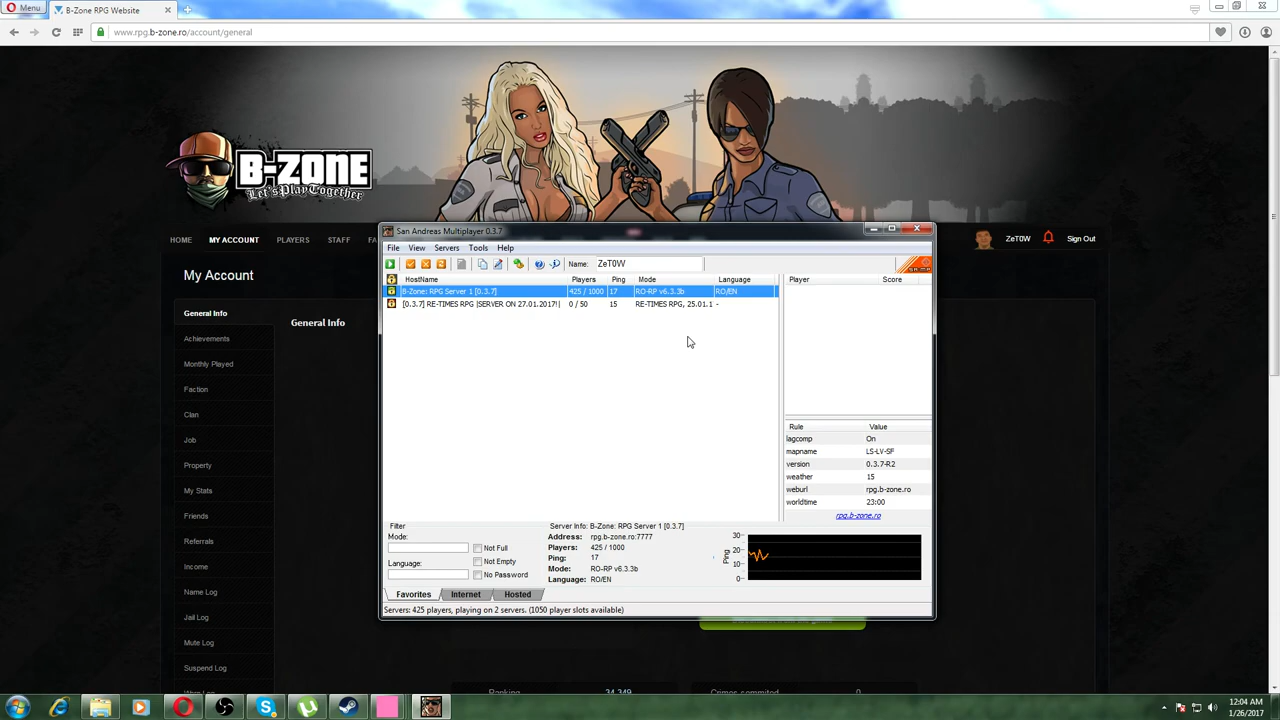 Menu
B-Zone RPG Website
www.rpg.b-zone.ro/account/general
B-ZONE
Let'sPlayTogether
HOME
MY ACCOUNT
PLAYERS
STAFF
ZeT0W
Sign Out
My Account
General Info
Achievements
Monthly Played
Faction
Clan
Job
Property
My Stats
Friends
Referrals
Income
Name Log
Jail Log
Mute Log
Suspend Log
General Info
San Andreas Multiplayer 0.3.7
File View Servers Tools Help
Name: ZeT0W
HostName Players Ping Mode Language
B-Zone: RPG Server 1 [0.3.7] 425 / 1000 17 RO-RP v6.3.3b RO/EN
[0.3.7] RE-TIMES RPG |SERVER ON 27.01.2017!| 0 / 50 15 RE-TIMES RPG, 25.01.1 -
Player Score
Rule Value
lagcomp On
mapname LS-LV-SF
version 0.3.7-R2
weather 15
weburl rpg.b-zone.ro
worldtime 23:00
rpg.b-zone.ro
Filter
Mode:
Language:
Not Full
Not Empty
No Password
Server Info: B-Zone: RPG Server 1 [0.3.7]
Address: rpg.b-zone.ro:7777
Players: 425 / 1000
Ping: 17
Mode: RO-RP v6.3.3b
Language: RO/EN
Ping
30
20
10
0
Favorites Internet Hosted
Servers: 425 players, playing on 2 servers. (1050 player slots available)
Ranking 34,349
Crimes commited 0
12:04 AM
1/26/2017